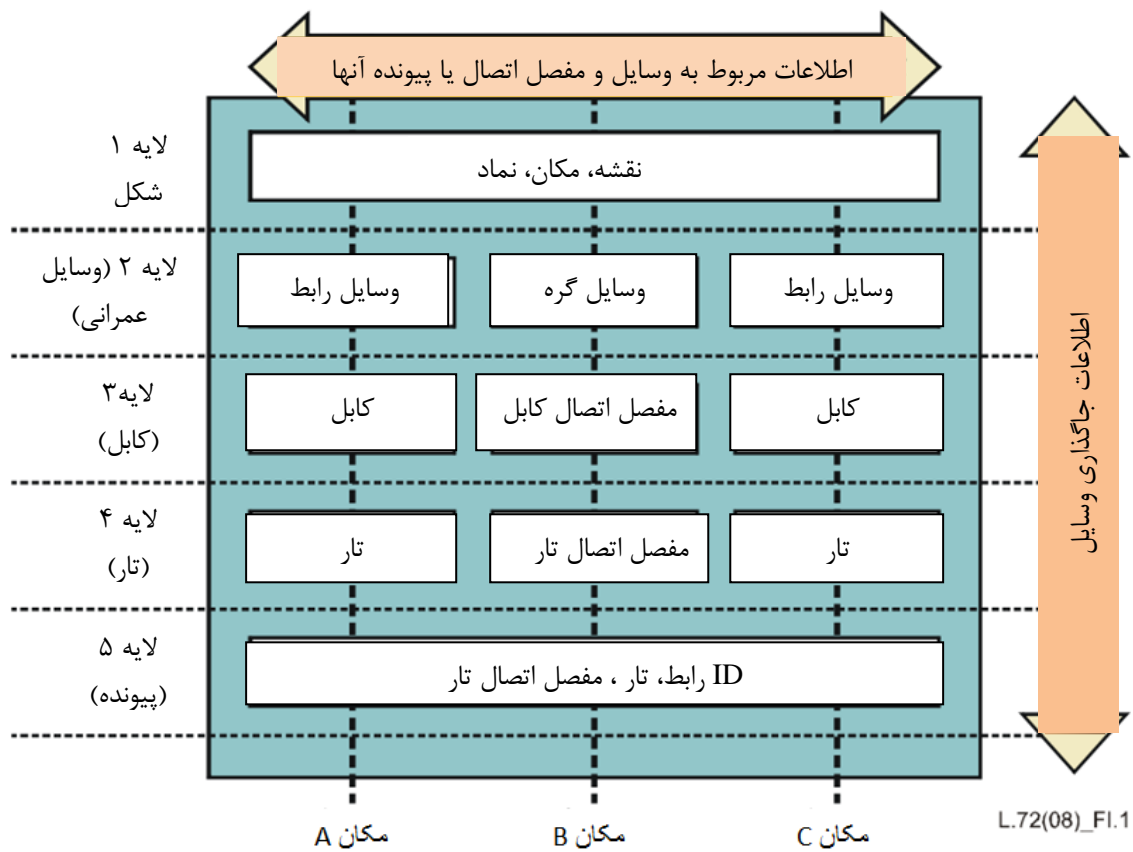 اطلاعات مربوط به وسایل و مفصل اتصال یا پیونده آنها
لایه ۱
شکل
نقشه، مکان، نماد
لایه ۲ (وسایل
عمرانی)
وسایل رابط
وسایل گره
وسایل رابط
لایه۳
(کابل)
کابل
مفصل اتصال کابل
کابل
لایه ۴
(تار)
تار
مفصل اتصال تار
تار
لایه ۵
(پیونده)
ID رابط، تار ، مفصل اتصال تار
اطلاعات جاگذاری وسایل
مکان A
مکان B
مکان C
L.72(08)_FI.1